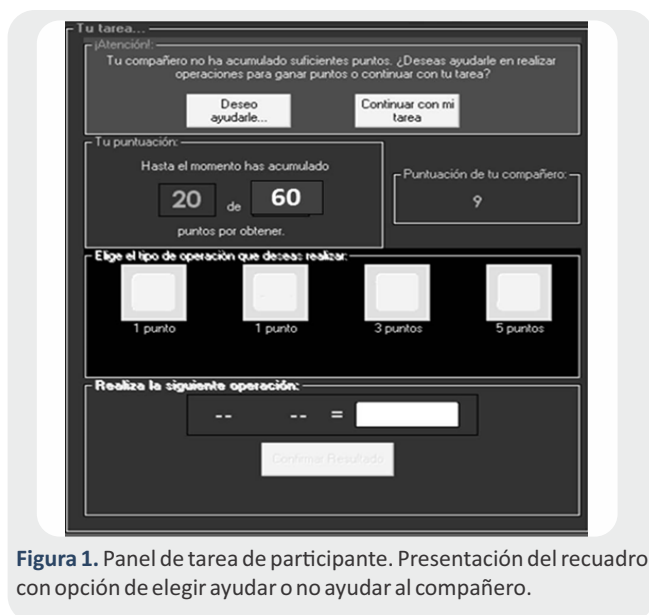 Tu tarea...
¡Atención!:
Tu compañero no ha acumulado suficientes puntos. ¿Deseas ayudarle en realizar
operaciones para ganar puntos o continuar con tu tarea?
Deseo
ayudarle...
Continuar con mi
tarea
Tu puntuación:
Hasta el momento has acumulado
20 de 60
puntos por obtener.
Puntuación de tu compañero:
9
Elige el tipo de operación que deseas realizar:
1 punto
1 punto
3 puntos
5 puntos
Realiza la siguiente operación:
-- -- =
Confirmar Resultado
Figura 1. Panel de tarea de participante. Presentación del recuadro
con opción de elegir ayudar o no ayudar al compañero.